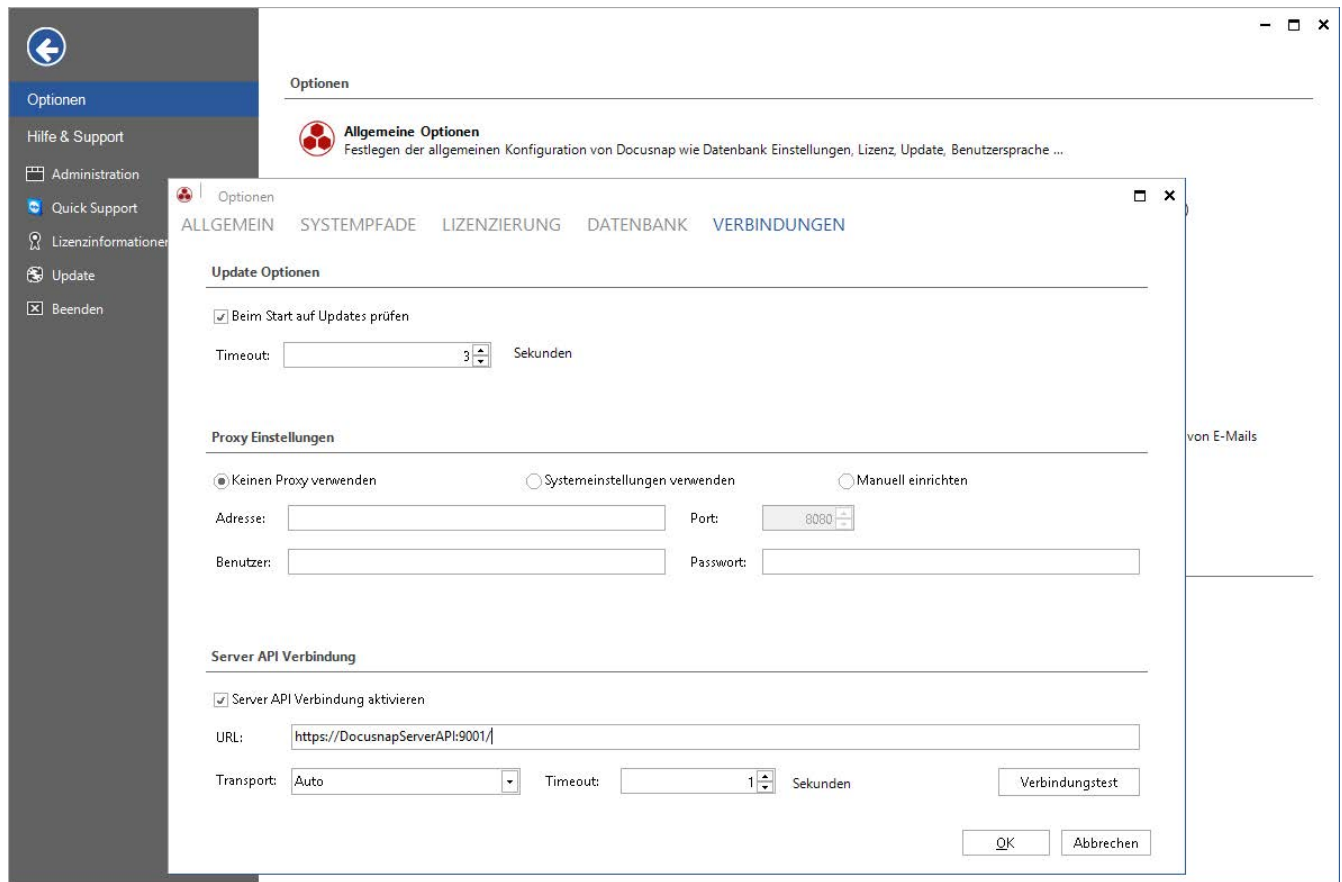 Optionen
Hilfe & Support
Administration
Quick Support
Lizenzinformationen
Update
Beenden
Optionen
Allgemeine Optionen
Festlegen der allgemeinen Konfiguration von Docusnap wie Datenbank Einstellungen, Lizenz, Update, Benutzersprache ...
von E-Mails
Optionen
ALLGEMEIN SYSTEMPFADE LIZENZIERUNG DATENBANK VERBINDUNGEN
Update Optionen
Beim Start auf Updates prüfen
Timeout: 3 Sekunden
Proxy Einstellungen
Keinen Proxy verwenden Systemeinstellungen verwenden Manuell einrichten
Adresse: Port: 8080
Benutzer: Passwort:
Server API Verbindung
Server API Verbindung aktivieren
URL: https://DocusnapServerAPI:9001/
Transport: Auto Timeout: 1 Sekunden Verbindungstest
OK Abbrechen